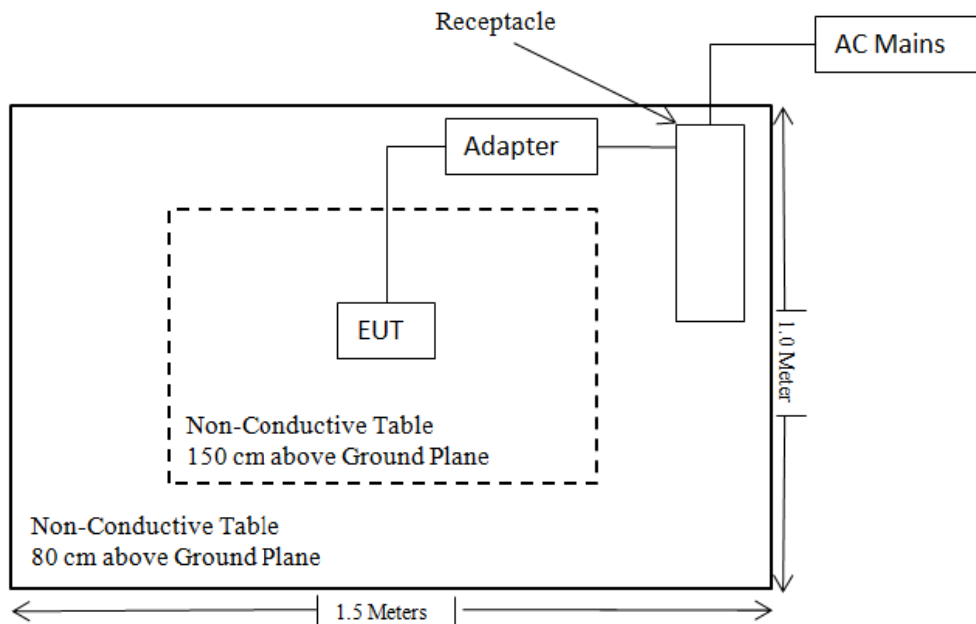 Receptacle
AC Mains
Adapter
EUT
1.0 Meter
Non-Conductive Table
150 cm above Ground Plane
Non-Conductive Table
80 cm above Ground Plane
1.5 Meters